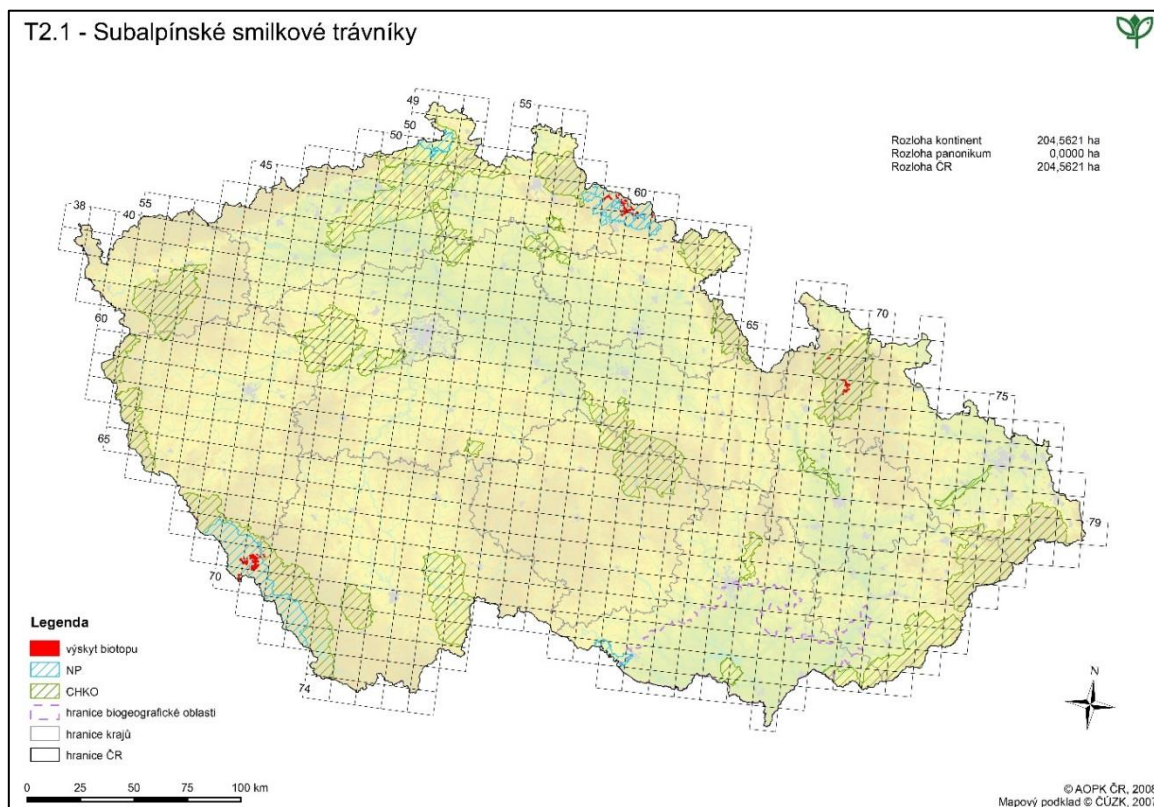 T2.1 - Subalpínské smilkové trávníky
Rozloha kontinent 204,5621 ha
Rozloha panonikum 0,0000 ha
Rozloha ČR 204,5621 ha
49
50
50
55
45
60
38
40
55
60
65
70
75
65
79
70
74
Legenda
výskyt biotopu
NP
CHKO
hranice biogeografické oblasti
hranice krajů
hranice ČR
0 25 50 75 100 km
N
© AOPK ČR, 2008
Mapový podklad © ČÚZK, 2007